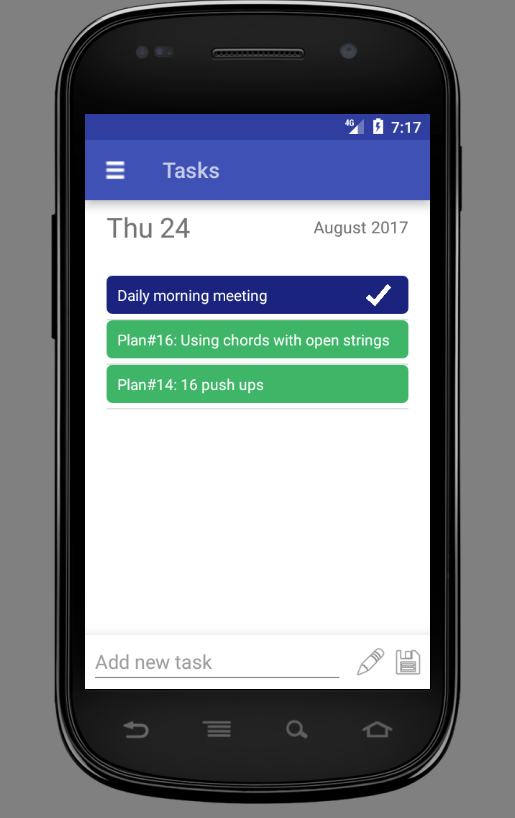 4G 7:17
Tasks
Thu 24 August 2017
Daily morning meeting
Plan#16: Using chords with open strings
Plan#14: 16 push ups
Add new task